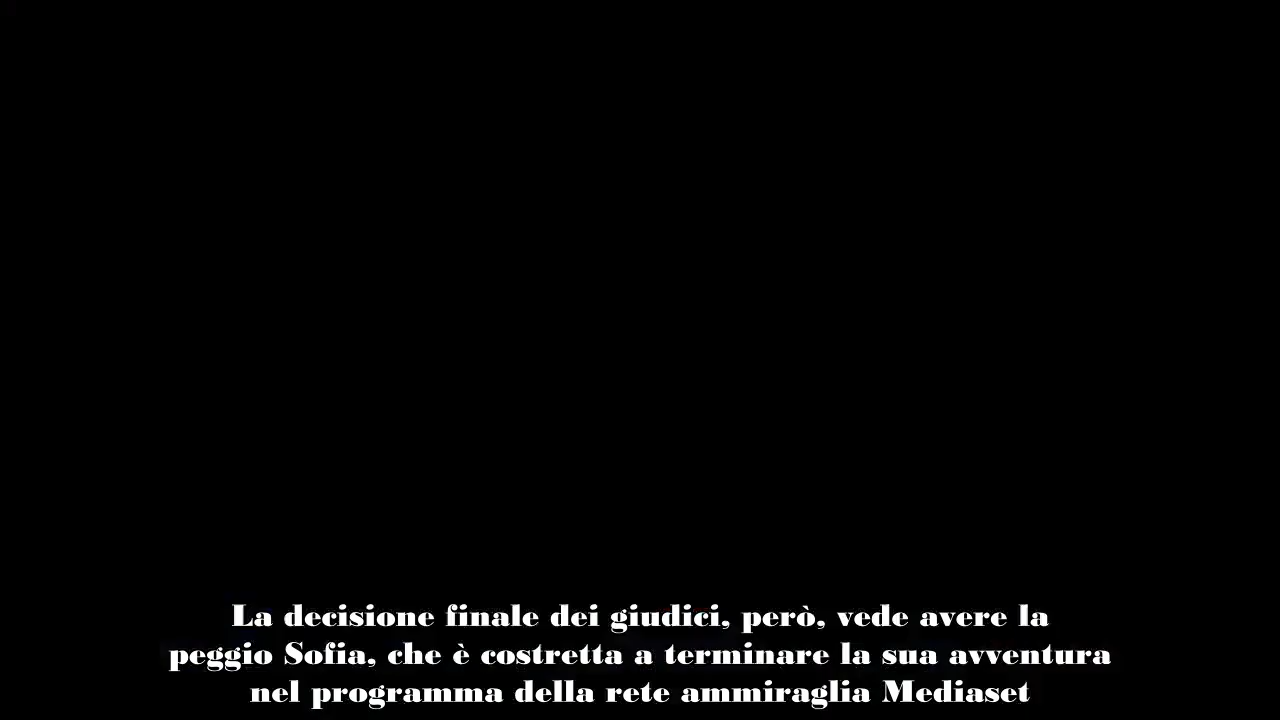 La decisione finale dei giudici, però, vede avere la
peggio Sofia, che è costretta a terminare la sua avventura
nel programma della rete ammiraglia Mediaset